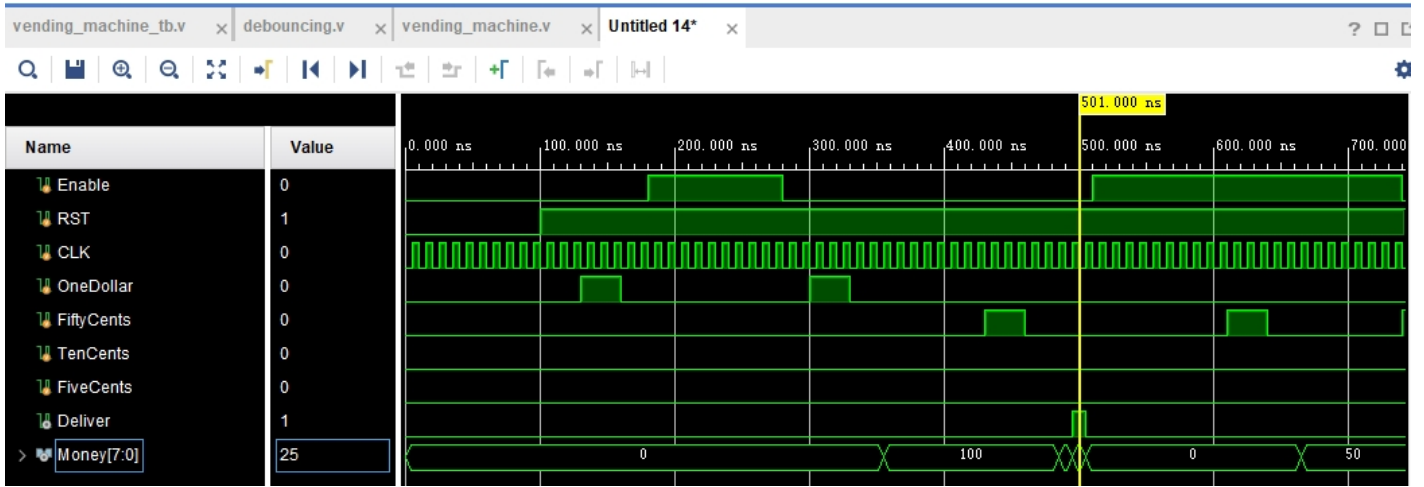 vending_machine_tb.v × debouncing.v × vending_machine.v × Untitled 14* × ?
501.000 ns
Name Value 0.000 ns 100.000 ns 200.000 ns 300.000 ns 400.000 ns 500.000 ns 600.000 ns 700.000
Enable 0
RST 1
CLK 0
OneDollar 0
FiftyCents 0
TenCents 0
FiveCents 0
Deliver 1
Money[7:0] 25 0 100 0 50